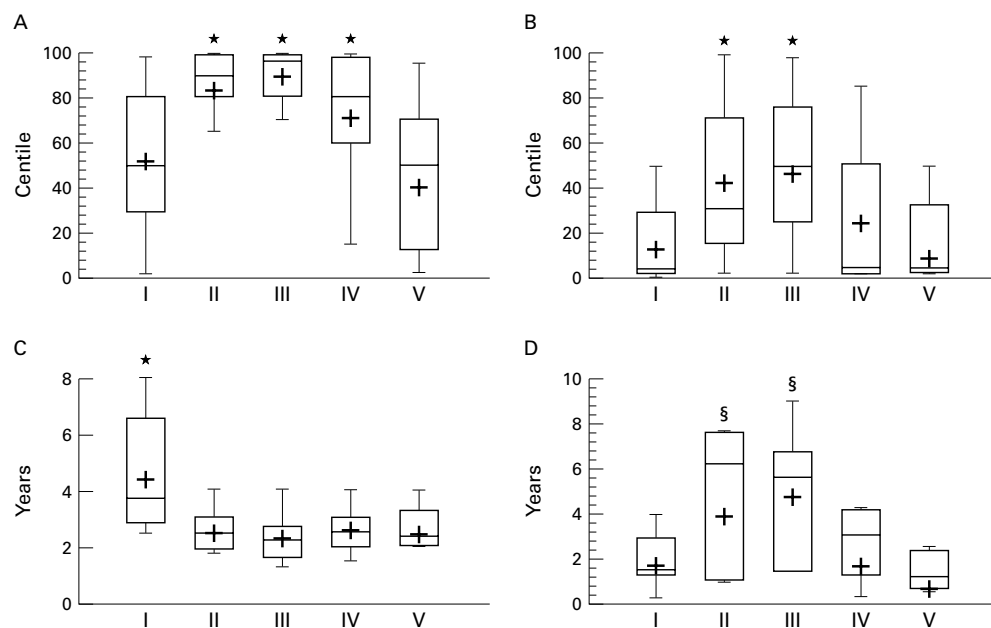 A
★ ★ ★
Centile
100
80
60
40
20
0
I II III IV V
B
★ ★
Centile
100
80
60
40
20
0
I II III IV V
C
★
Years
8
6
4
2
0
I II III IV V
D
§ §
Years
10
8
6
4
2
0
I II III IV V